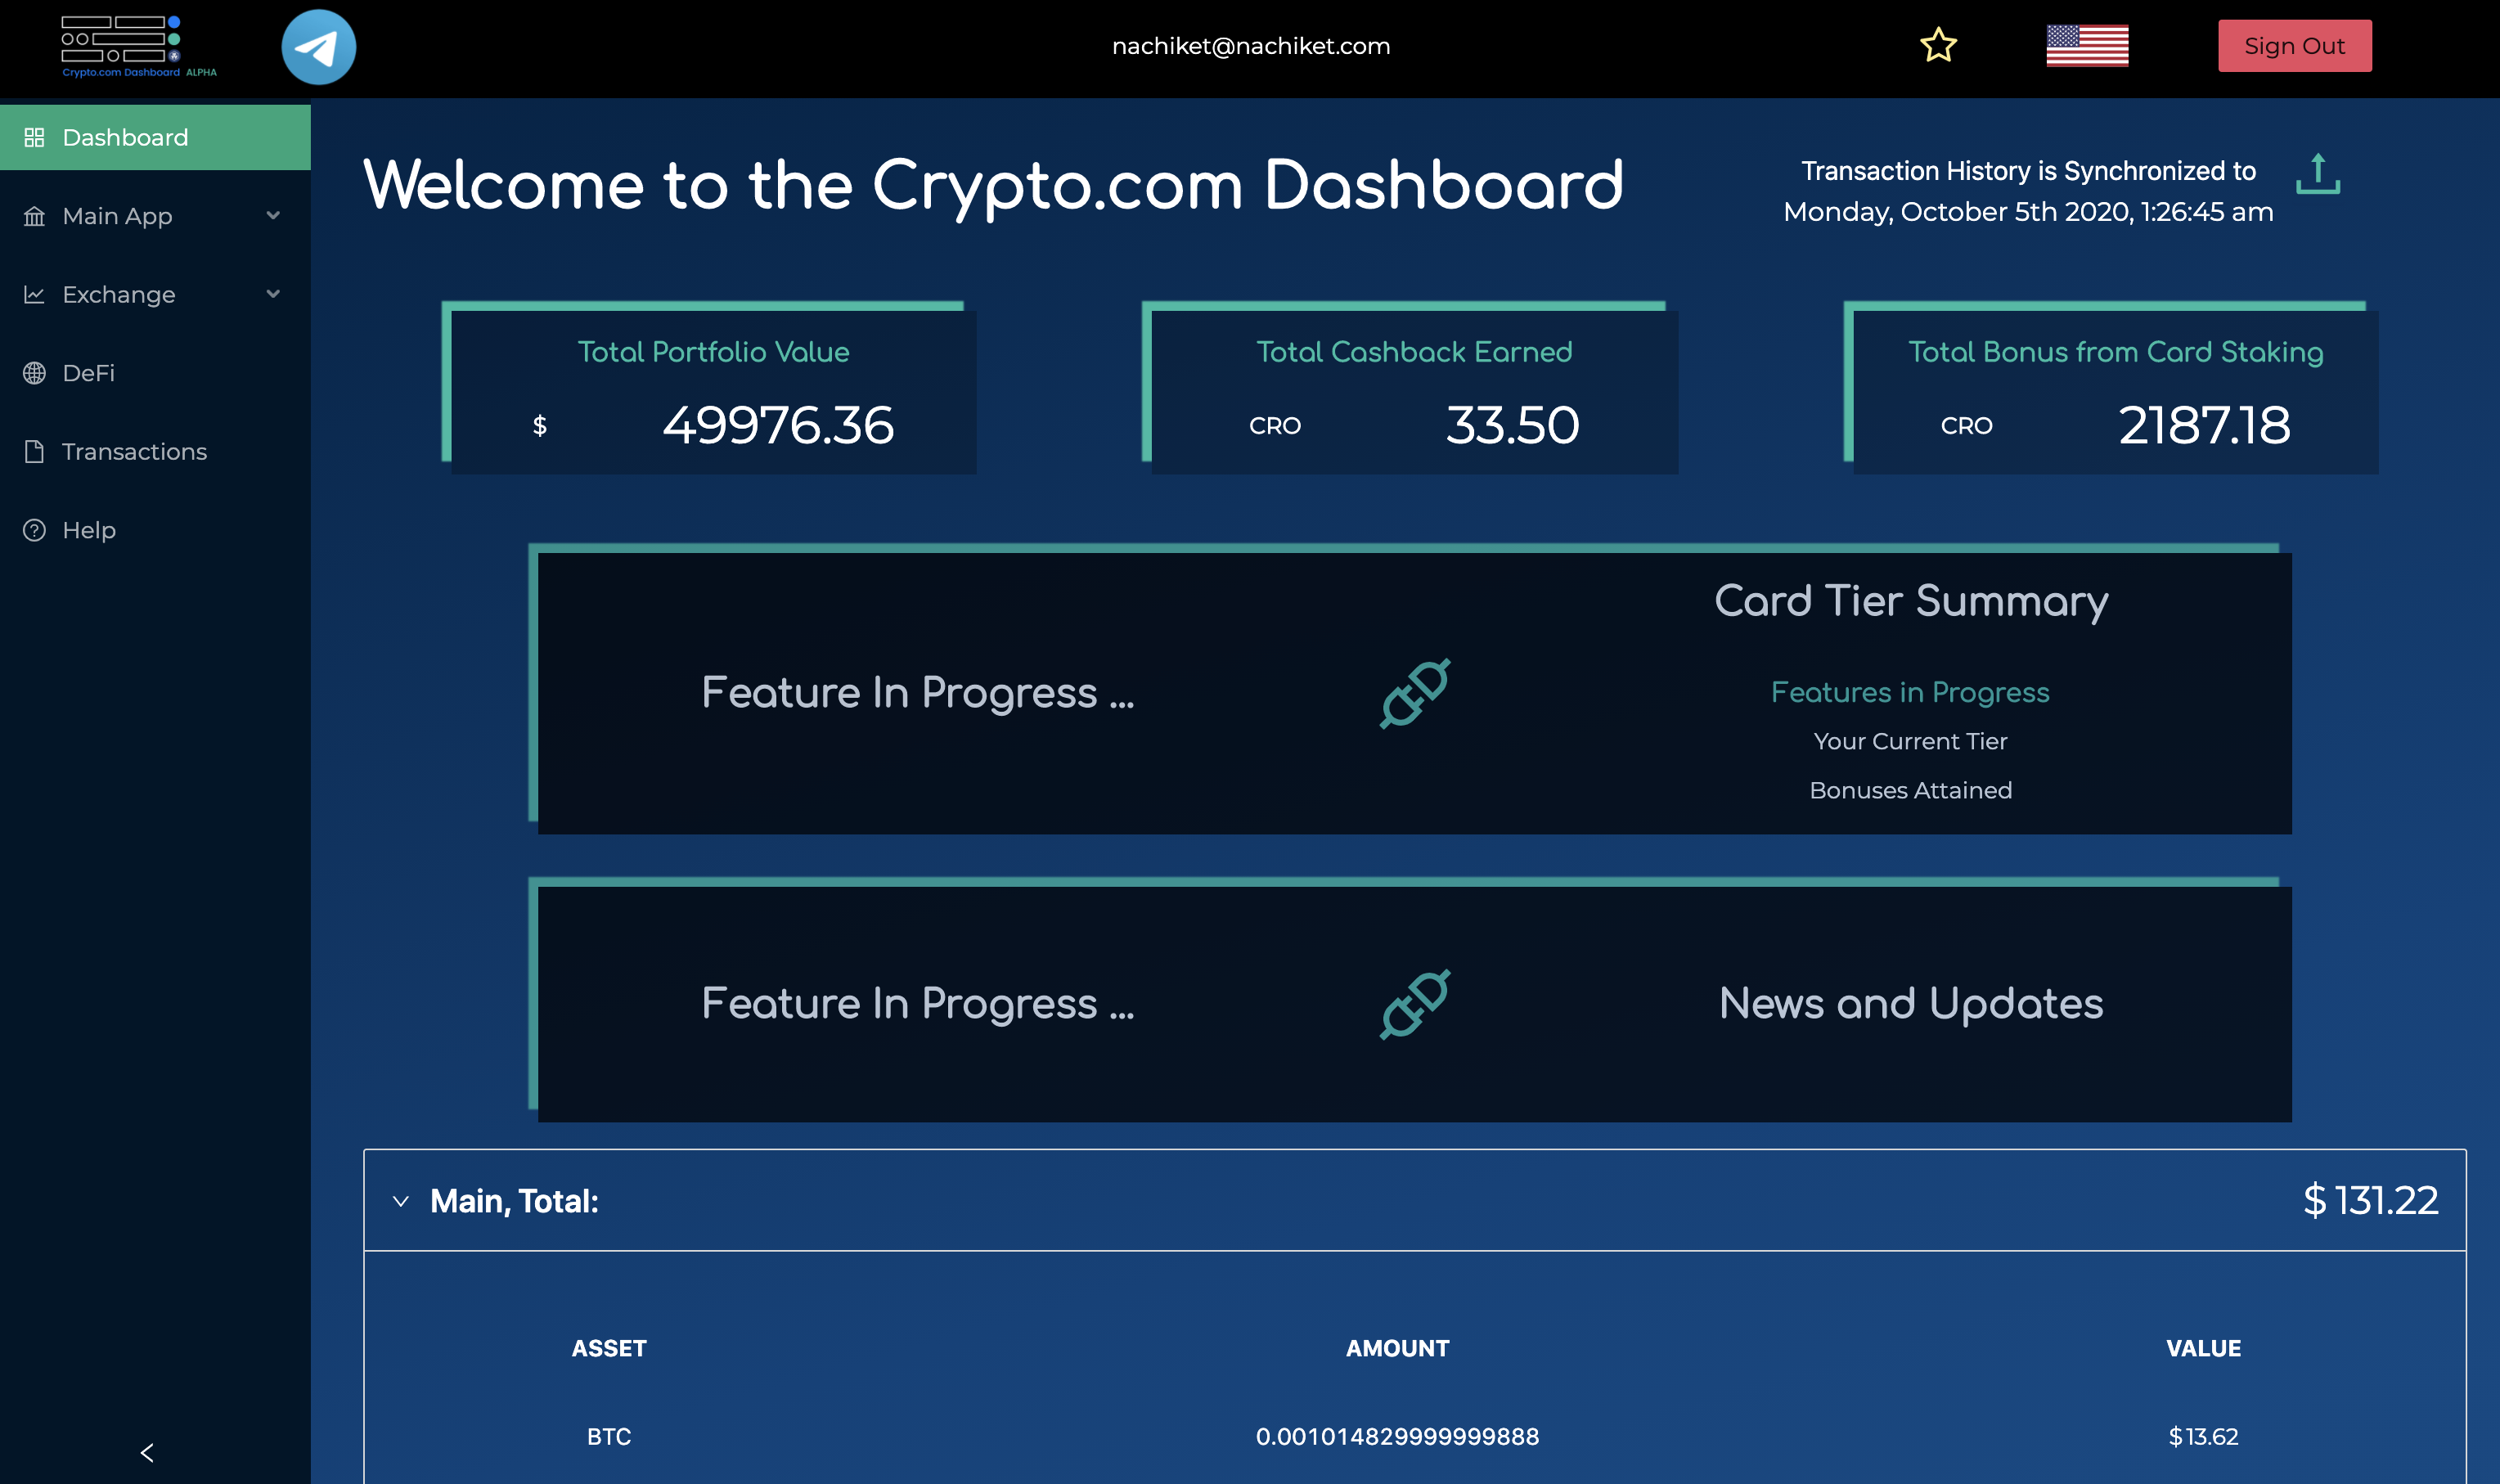 Crypto.com Dashboard ALPHA
nachiket@nachiket.com
Sign Out
Dashboard
Main App
Exchange
DeFi
Transactions
Help
Welcome to the Crypto.com Dashboard
Transaction History is Synchronized to
Monday, October 5th 2020, 1:26:45 am
Total Portfolio Value
$ 49976.36
Total Cashback Earned
CRO 33.50
Total Bonus from Card Staking
CRO 2187.18
Feature In Progress ...
Card Tier Summary
Features in Progress
Your Current Tier
Bonuses Attained
Feature In Progress ...
News and Updates
Main, Total: $ 131.22
ASSET AMOUNT VALUE
BTC 0.0010148299999999888 $ 13.62